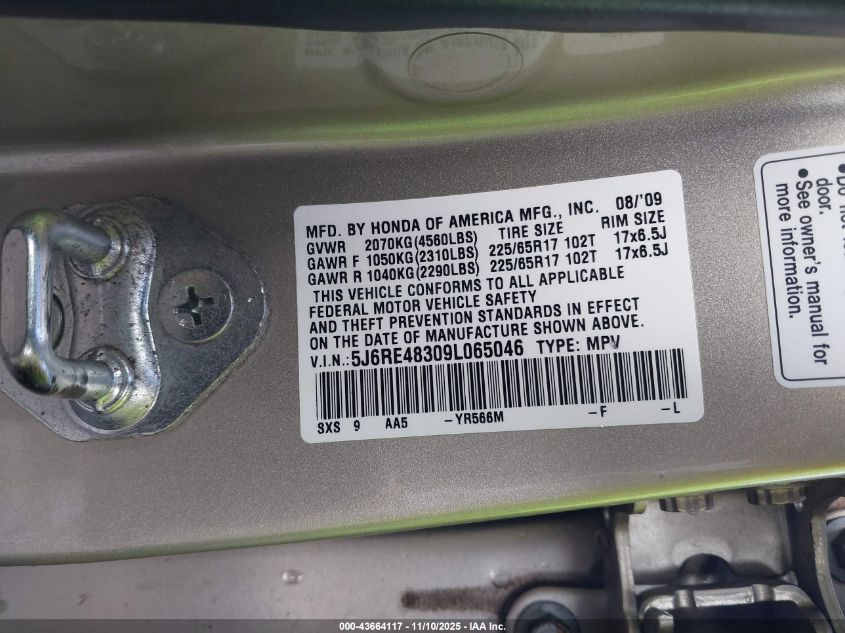 MFD. BY HONDA OF AMERICA MFG., INC. 08/'09
GVWR 2070KG(4560LBS) TIRE SIZE RIM SIZE
GAWR F 1050KG(2310LBS) 225/65R17 102T 17x6.5J
GAWR R 1040KG(2290LBS) 225/65R17 102T 17x6.5J
THIS VEHICLE CONFORMS TO ALL APPLICABLE
FEDERAL MOTOR VEHICLE SAFETY
AND THEFT PREVENTION STANDARDS IN EFFECT
ON THE DATE OF MANUFACTURE SHOWN ABOVE.
V.I.N.: 5J6RE48309L065046 TYPE: MPV
SXS 9 AA5 -YR566M -F -L
door.
•See owner's manual for
more information.
000-43664117 - 11/10/2025 - IAA Inc.